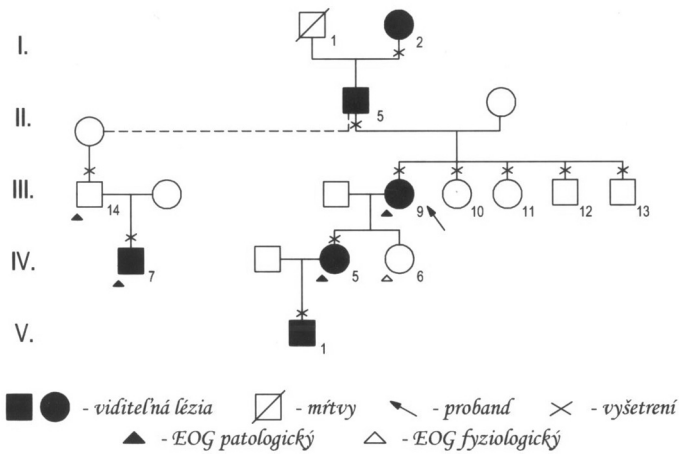 I.
1
2
II.
5
III.
14
9
10
11
12
13
IV.
7
5
6
V.
1
- viditeľná lézia
- mŕtvy
- proband
- vyšetrení
- EOG patologický
- EOG fyziologický